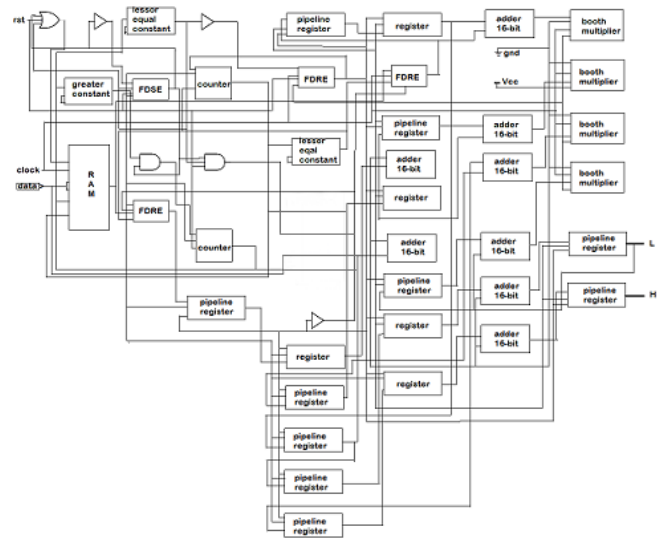 rst
lesser
equal
constant
pipeline
register
register
adder
16-bit
booth
multiplier
gnd
Vcc
booth
multiplier
greater
constant
FDSE
counter
FDRE
FDRE
pipeline
register
adder
16-bit
booth
multiplier
lesser
eqal
constant
adder
16-bit
adder
16-bit
booth
multiplier
clock
data
R
A
M
FDRE
register
counter
adder
16-bit
adder
16-bit
pipeline
register
L
pipeline
register
adder
16-bit
pipeline
register
H
pipeline
register
register
adder
16-bit
register
register
pipeline
register
pipeline
register
pipeline
register
pipeline
register